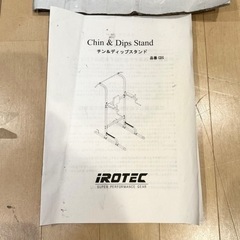 Chin & Dips Stand
チン&ディップスタンド
品番
IROTEC
SUPER PERFORMANCE GEAR